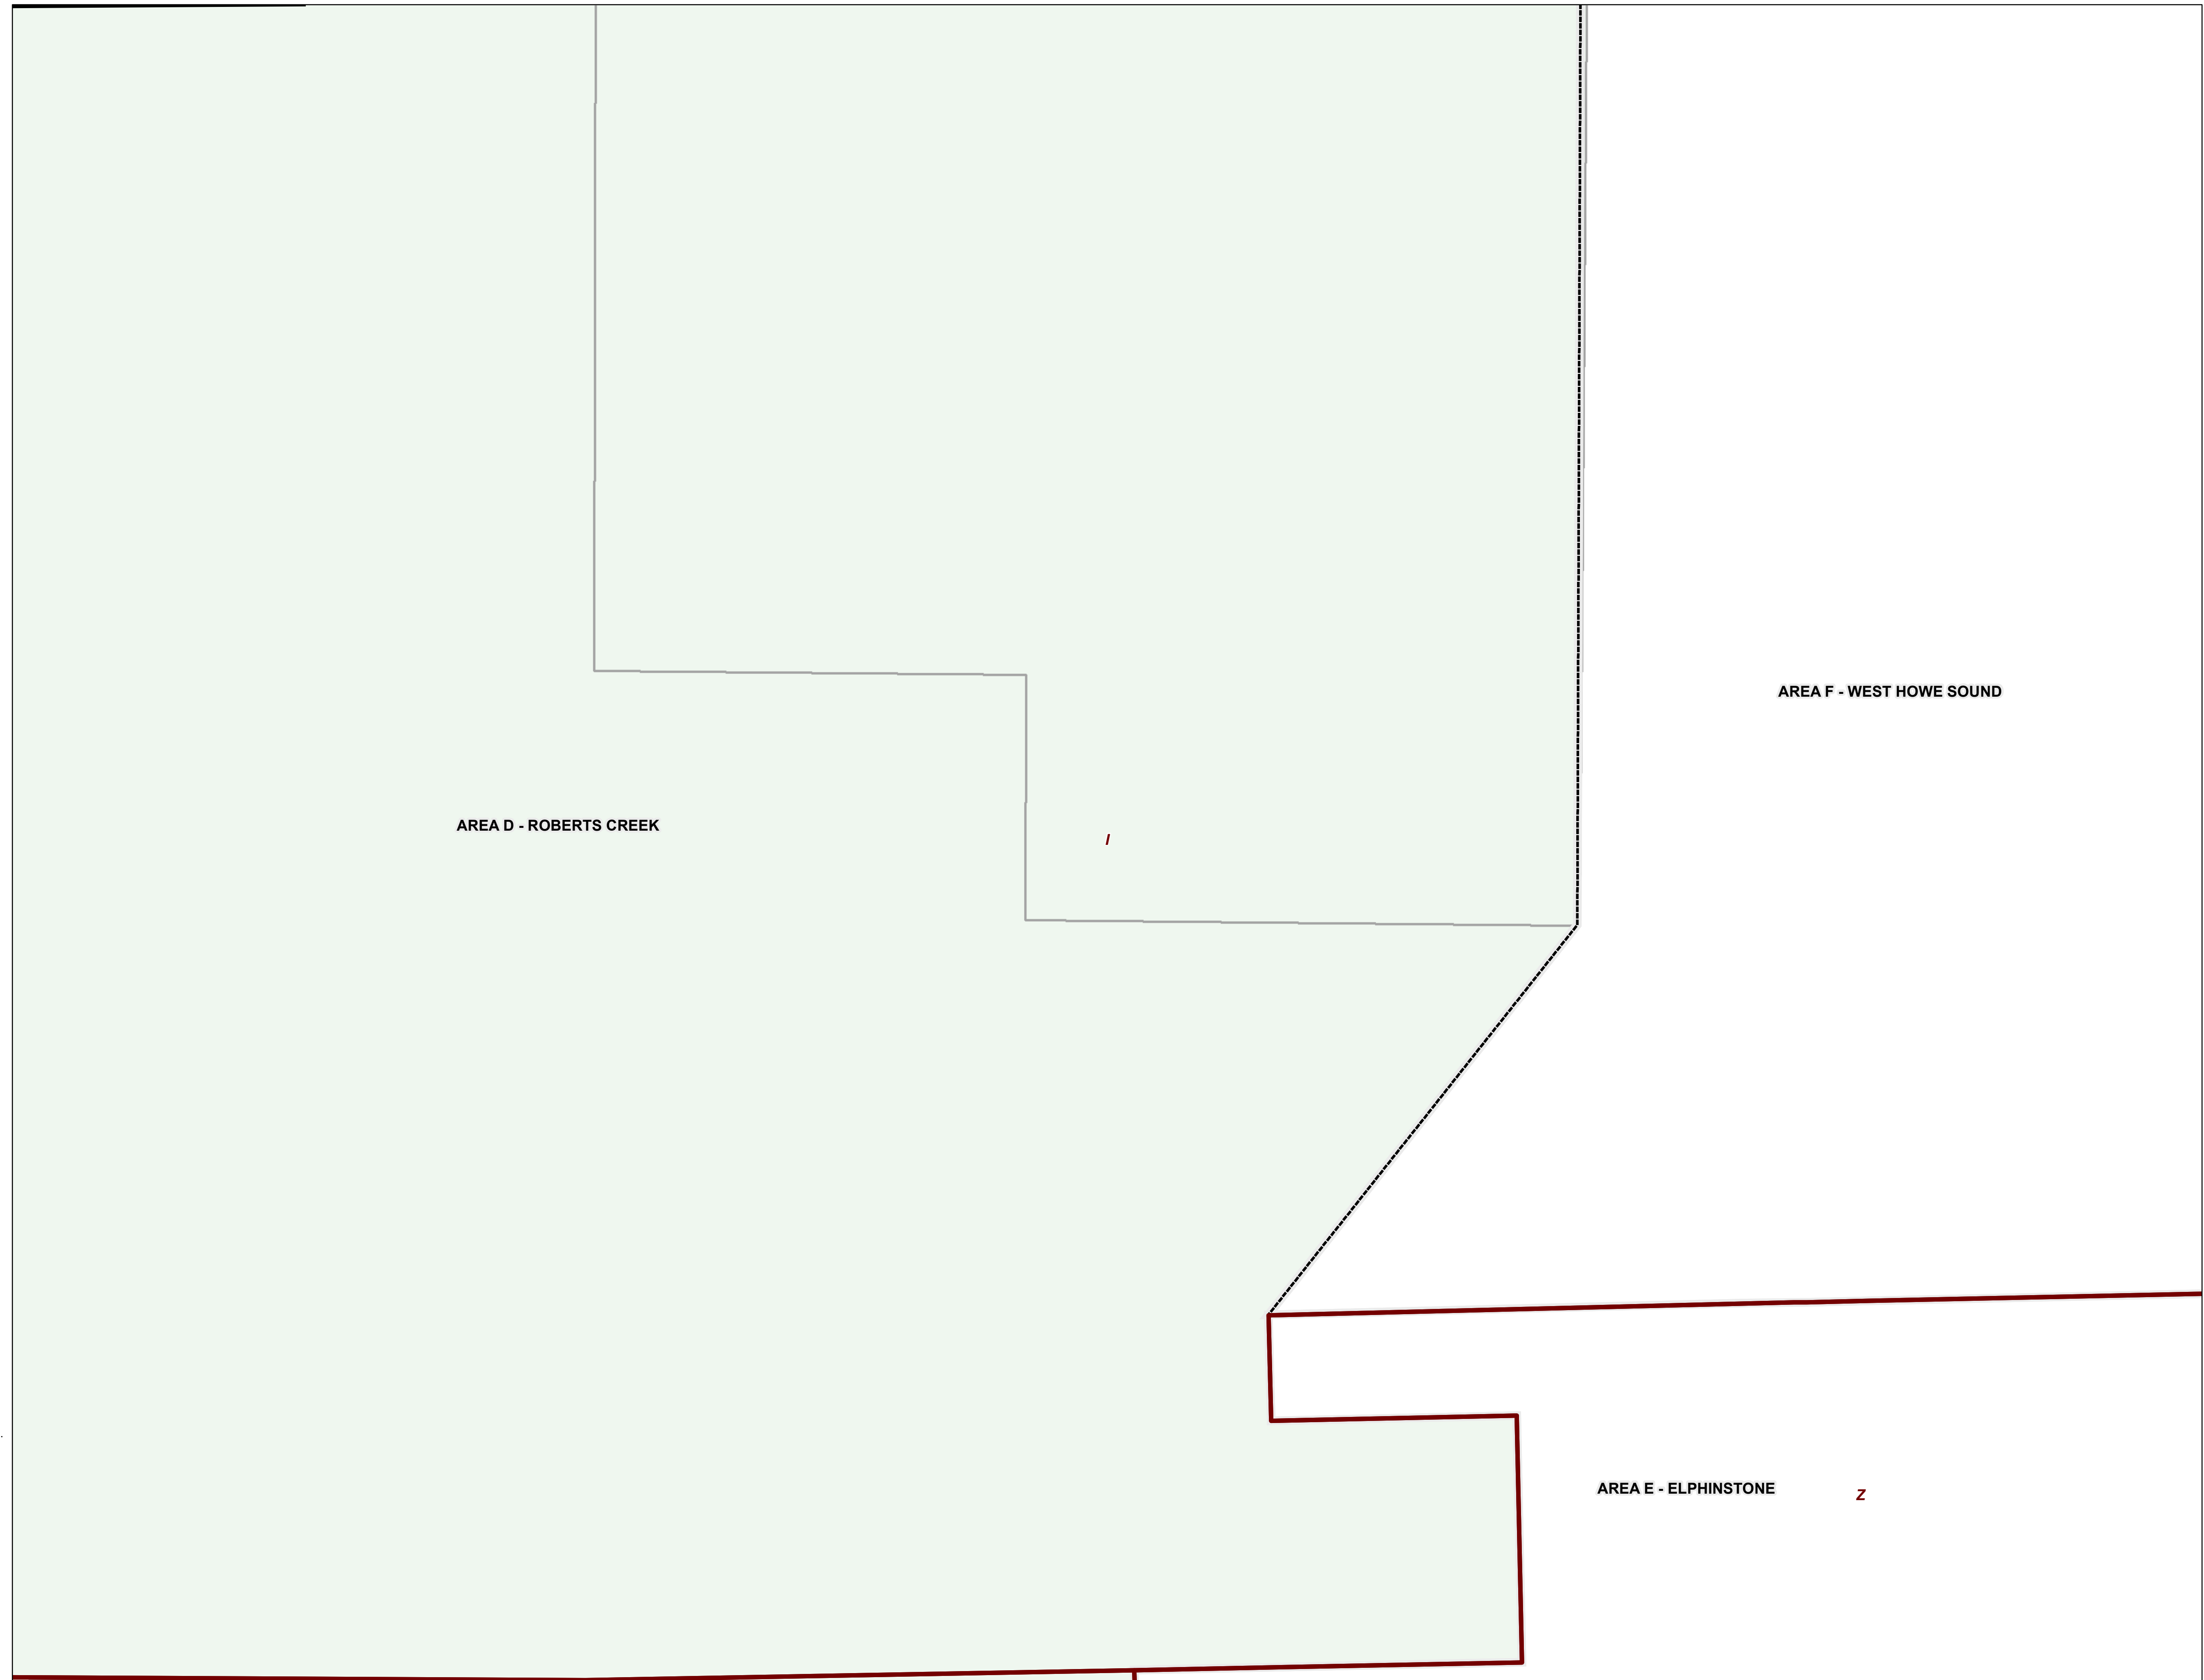 AREA F - WEST HOWE SOUND
AREA D - ROBERTS CREEK
I
AREA E - ELPHINSTONE
Z